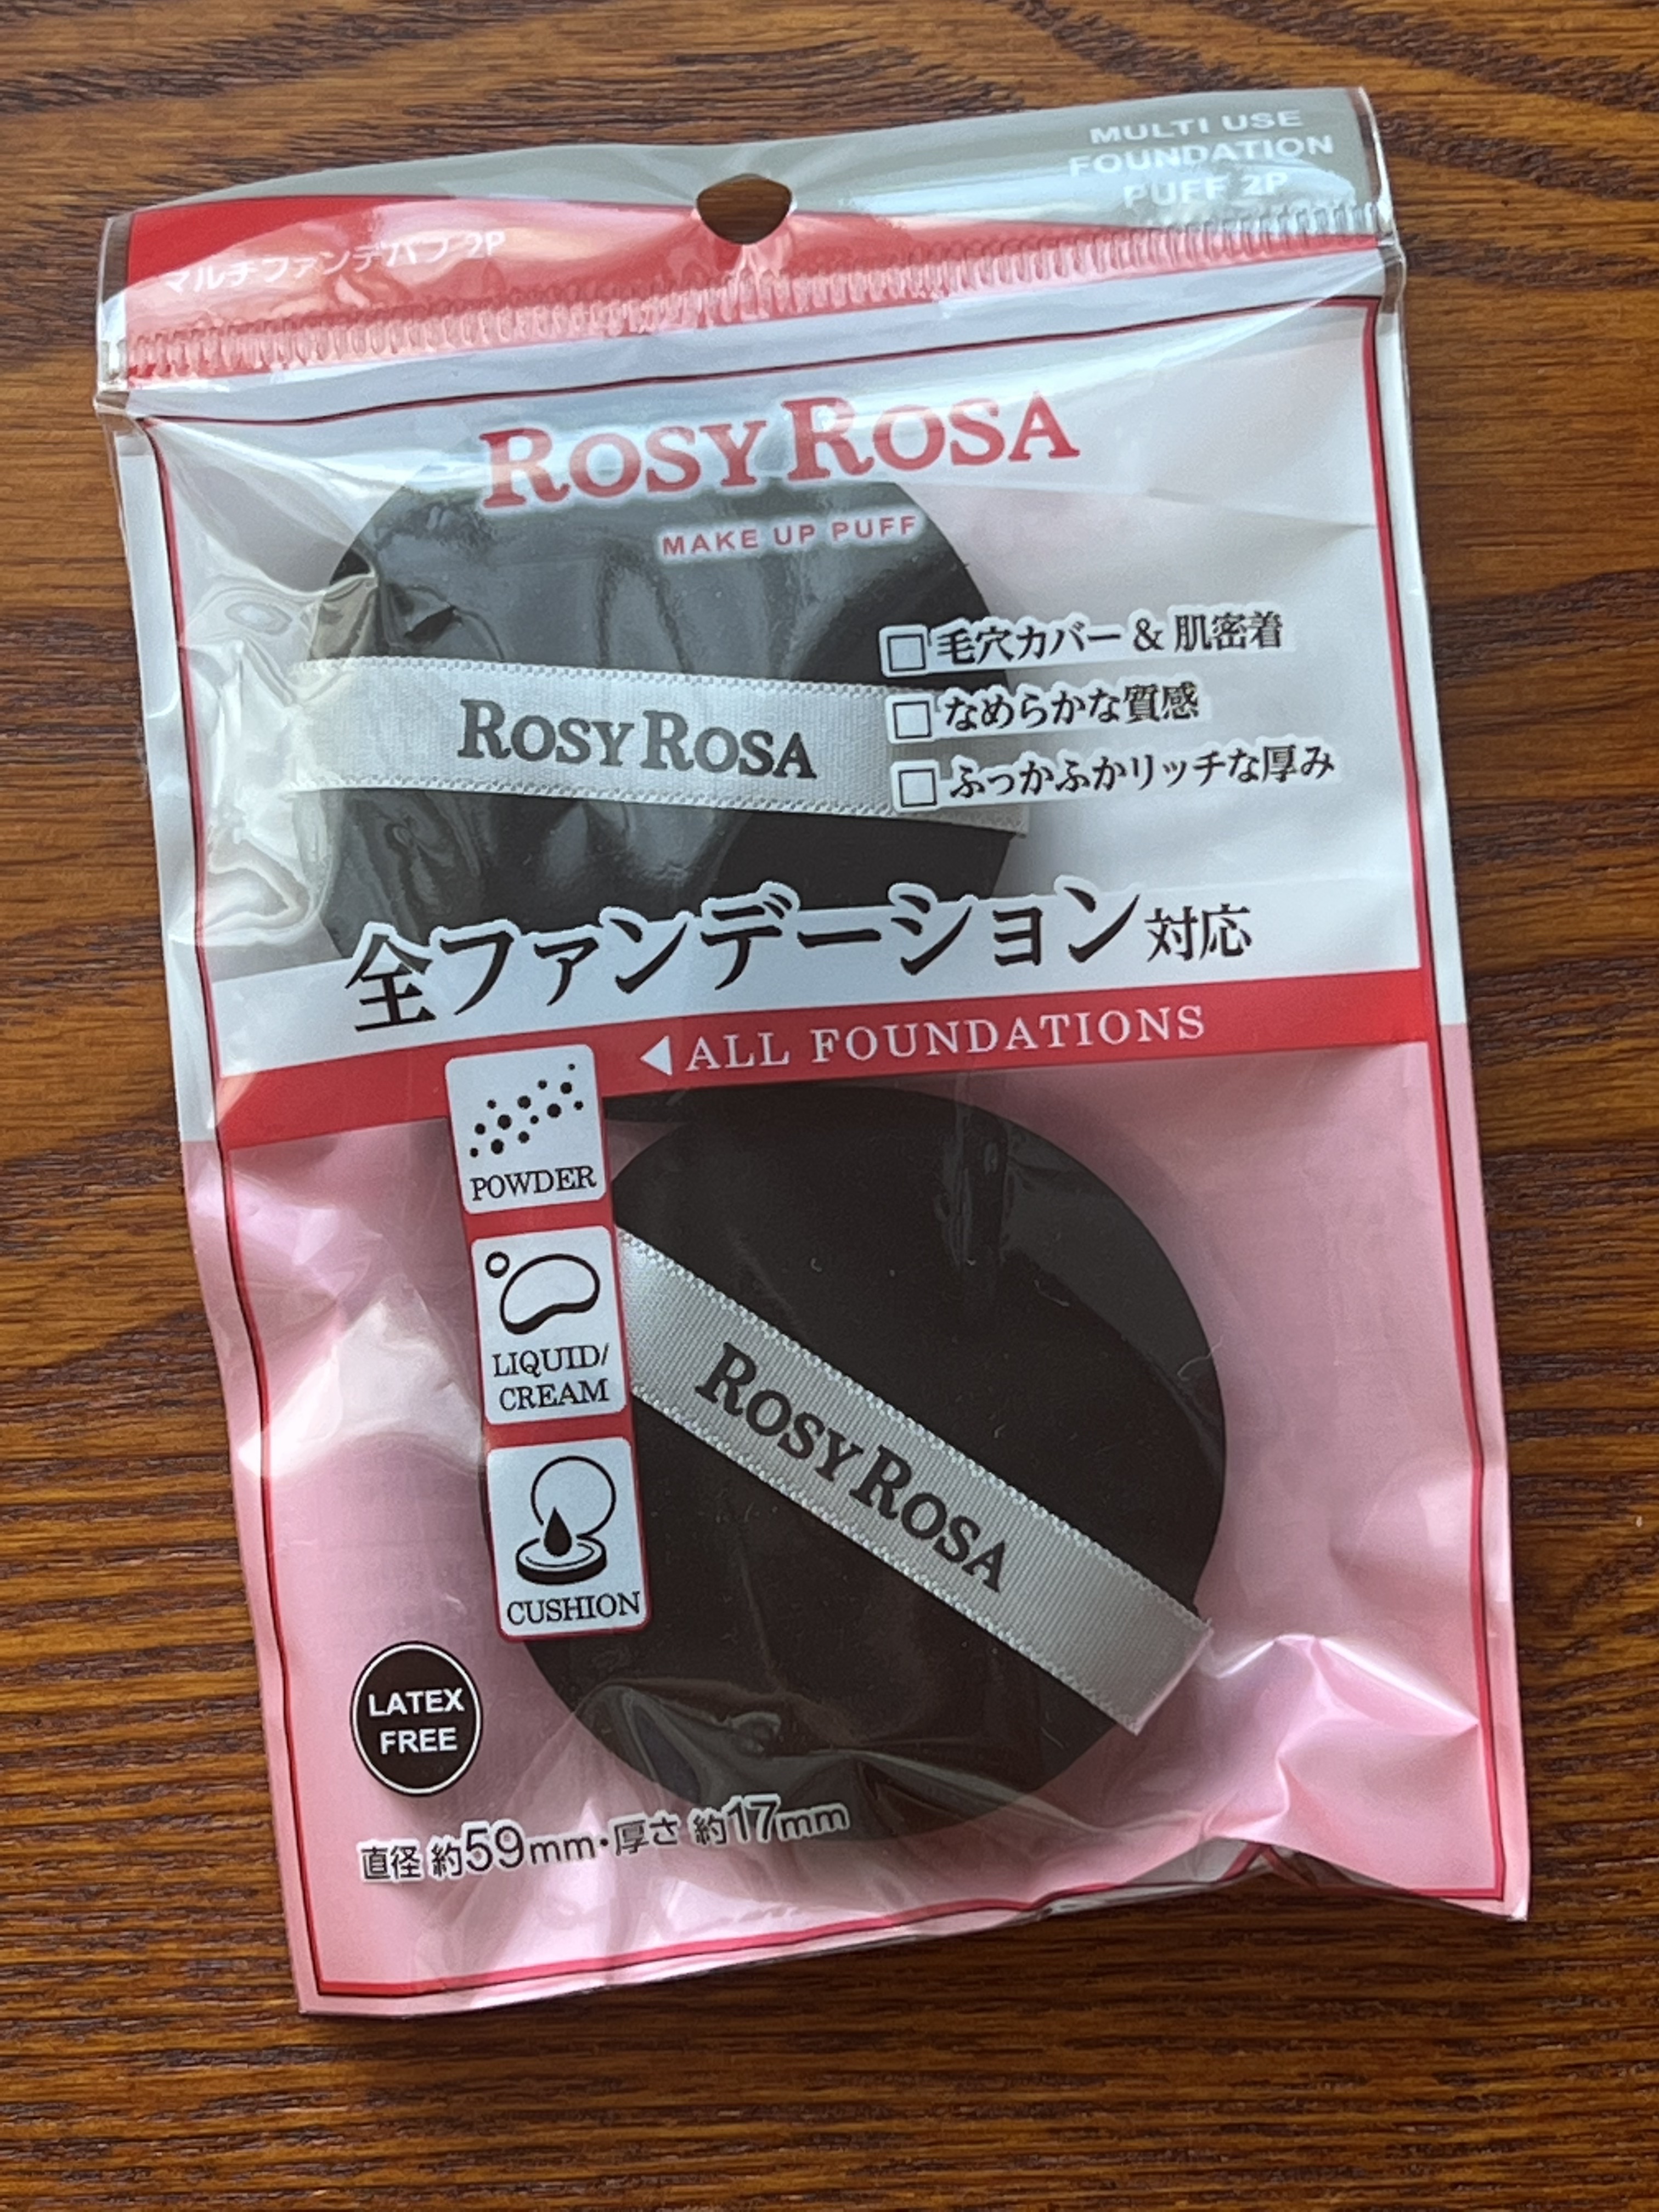 MULTI USE
FOUNDATION
PUFF 2P
マルチファンデパフ 2P
ROSY ROSA
MAKE UP PUFF
□毛穴カバー & 肌密着
□なめらかな質感
□ふっかふかリッチな厚み
ROSY ROSA
全ファンデーション対応
◀ALL FOUNDATIONS
POWDER
LIQUID/
CREAM
CUSHION
ROSY ROSA
LATEX
FREE
直径 約59mm・厚さ 約17mm